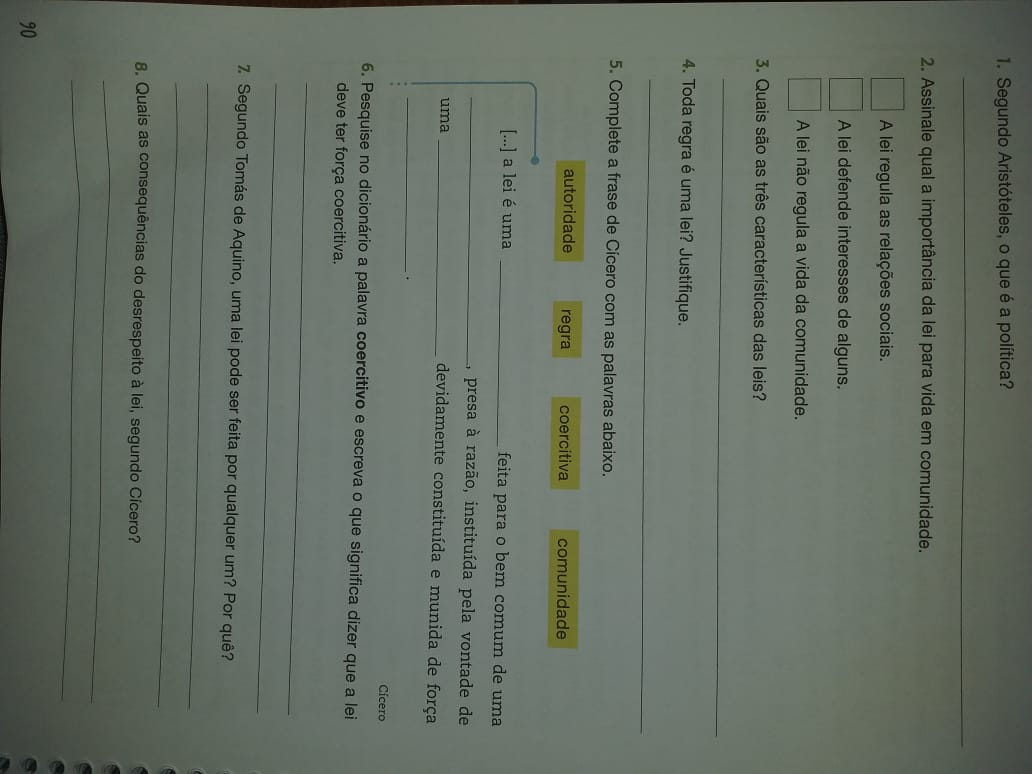 1. Segundo Aristóteles, o que é a política?
2. Assinale qual a importância da lei para vida em comunidade.
A lei regula as relações sociais.
A lei defende interesses de alguns.
A lei não regula a vida da comunidade.
3. Quais são as três características das leis?
4. Toda regra é uma lei? Justifique.
5. Complete a frase de Cícero com as palavras abaixo.
autoridade regra coercitiva comunidade
[...] a lei é uma ____ feita para o bem comum de uma
____, presa à razão, instituída pela vontade de
uma ____ devidamente constituída e munida de força
____.
Cícero
6. Pesquise no dicionário a palavra coercitivo e escreva o que significa dizer que a lei
deve ter força coercitiva.
7. Segundo Tomás de Aquino, uma lei pode ser feita por qualquer um? Por quê?
8. Quais as consequências do desrespeito à lei, segundo Cícero?
90